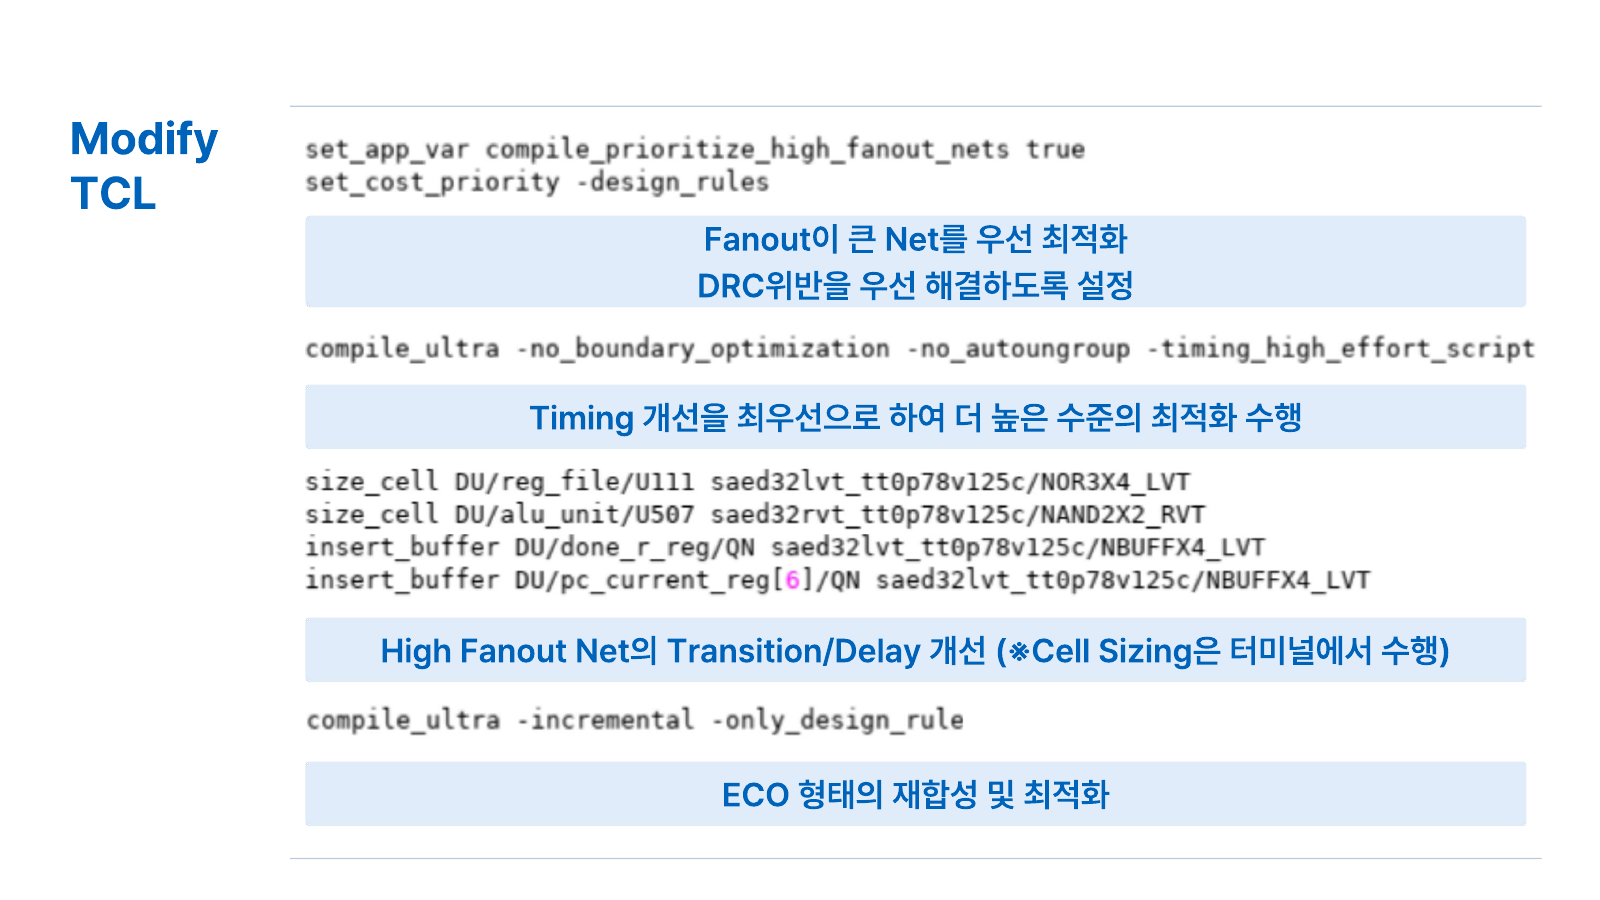 Modify
TCL
set_app_var compile_prioritize_high_fanout_nets true
set_cost_priority -design_rules
Fanout이 큰 Net를 우선 최적화
DRC위반을 우선 해결하도록 설정
compile_ultra -no_boundary_optimization -no_autoungroup -timing_high_effort_script
Timing 개선을 최우선으로 하여 더 높은 수준의 최적화 수행
size_cell DU/reg_file/U111 saed32lvt_tt0p78v125c/NOR3X4_LVT
size_cell DU/alu_unit/U507 saed32rvt_tt0p78v125c/NAND2X2_RVT
insert_buffer DU/done_r_reg/QN saed32lvt_tt0p78v125c/NBUFFX4_LVT
insert_buffer DU/pc_current_reg[6]/QN saed32lvt_tt0p78v125c/NBUFFX4_LVT
High Fanout Net의 Transition/Delay 개선 (※Cell Sizing은 터미널에서 수행)
compile_ultra -incremental -only_design_rule
ECO 형태의 재합성 및 최적화